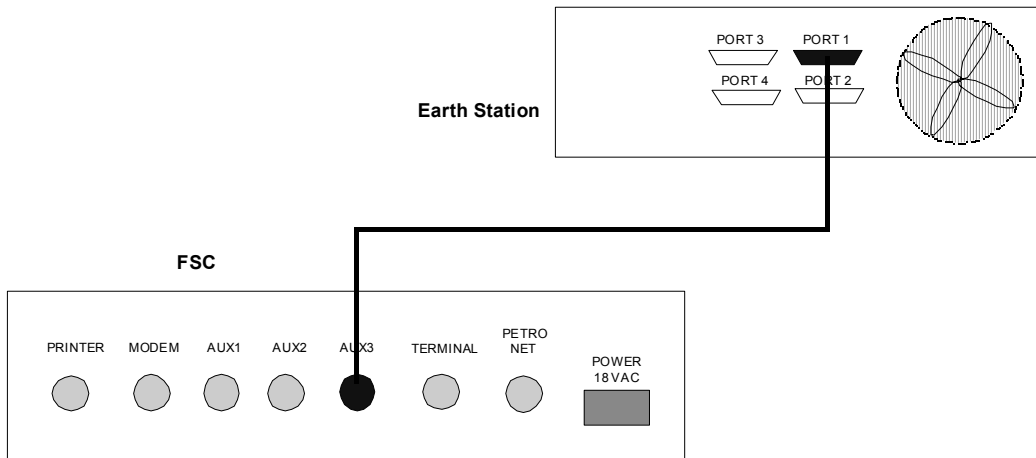 PORT 3
PORT 1
PORT 4
PORT 2
Earth Station
FSC
PRINTER
MODEM
AUX1
AUX2
AUX3
TERMINAL
PETRO
NET
POWER
18VAC